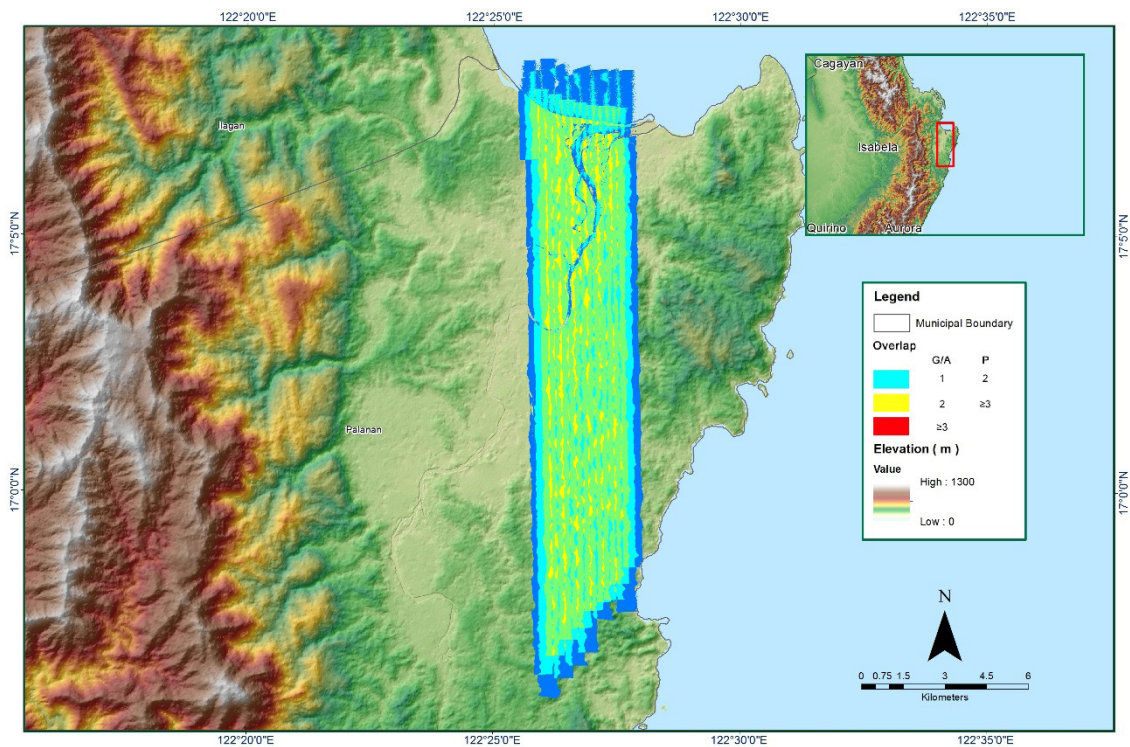 122°20'0"E 122°25'0"E 122°30'0"E 122°35'0"E
Cagayan
Isabela
Quirino Aurora
Ilagan
17°5'0"N 17°5'0"N
Legend
Municipal Boundary
Overlap
G/A P
1 2
2 ≥3
≥3
Elevation ( m )
Value
High : 1300
Low : 0
Palanan
17°0'0"N 17°0'0"N
N
0 0.75 1.5 3 4.5 6
Kilometers
122°20'0"E 122°25'0"E 122°30'0"E 122°35'0"E